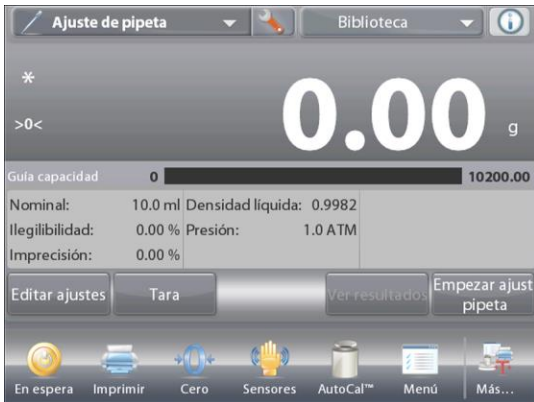 Ajuste de pipeta
Biblioteca
*
>0<
0.00 g
Guía capacidad 0 10200.00
Nominal: 10.0 ml Densidad líquida: 0.9982
Ilegibilidad: 0.00 % Presión: 1.0 ATM
Imprecisión: 0.00 %
Editar ajustes
Tara
Ver resultados
Empezar ajust
pipeta
En espera
Imprimir
Cero
Sensores
AutoCal™
Menú
Más...